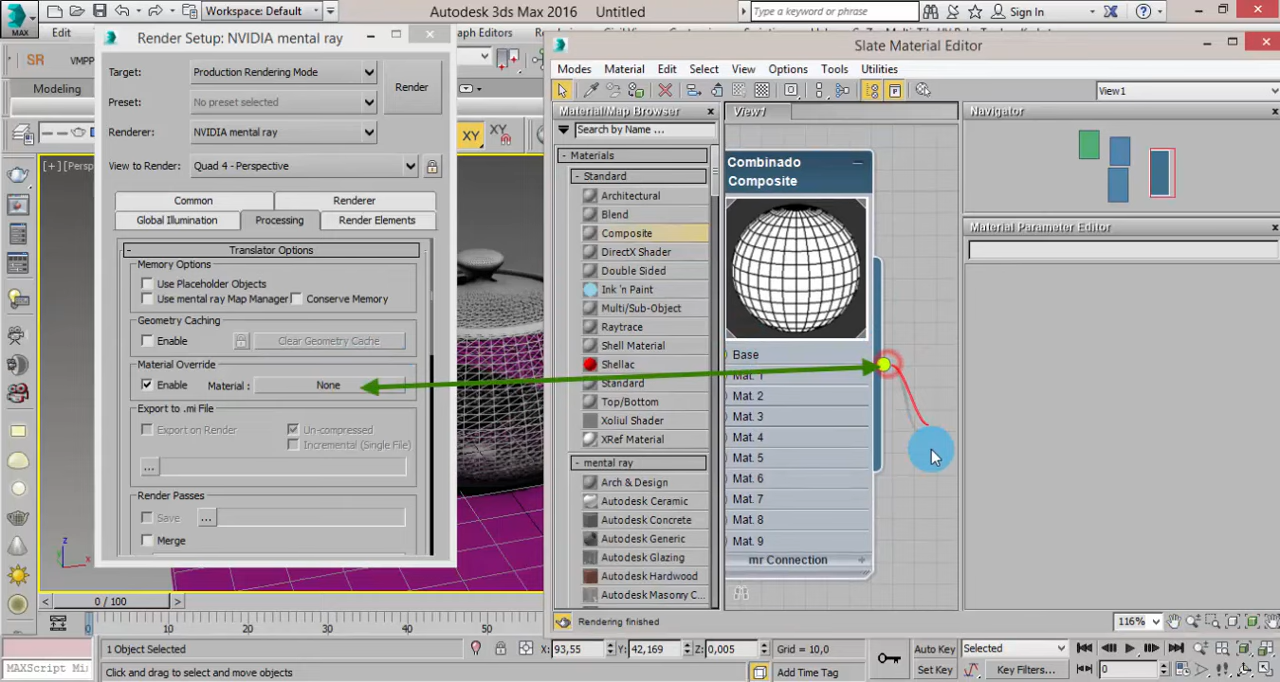 Workspace: Default
Autodesk 3ds Max 2016 Untitled
Type a keyword or phrase
Sign In
MAX
Edit
Render Setup: NVIDIA mental ray
Slate Material Editor
SR
VMPP
Modeling
Target:
Production Rendering Mode
Preset:
No preset selected
Render
Renderer:
NVIDIA mental ray
View to Render:
Quad 4 - Perspective
Common
Renderer
Global Illumination
Processing
Render Elements
- Translator Options
Memory Options
Use Placeholder Objects
Use mental ray Map Manager
Conserve Memory
Geometry Caching
Enable
Clear Geometry Cache
Material Override
Enable
Material :
None
Export to .mi File
Export on Render
Un-compressed
Incremental (Single File)
...
Render Passes
Save
...
Merge
XY
XY
Modes
Material
Edit
Select
View
Options
Tools
Utilities
Material/Map Browser
Search by Name ...
- Materials
- Standard
Architectural
Blend
Composite
DirectX Shader
Double Sided
Ink 'n Paint
Multi/Sub-Object
Raytrace
Shell Material
Shellac
Standard
Top/Bottom
Xoliul Shader
XRef Material
- mental ray
Arch & Design
Autodesk Ceramic
Autodesk Concrete
Autodesk Generic
Autodesk Glazing
Autodesk Hardwood
Autodesk Masonry C...
View1
Combinado
Composite
Base
Mat. 1
Mat. 2
Mat. 3
Mat. 4
Mat. 5
Mat. 6
Mat. 7
Mat. 8
Mat. 9
mr Connection
View1
Navigator
Material Parameter Editor
Rendering finished
116%
z
x
0 / 100
10
20
30
40
50
1 Object Selected
X: 93,55
Y: 42,169
Z: 0,005
Grid = 10,0
Auto Key
Selected
MAXScript Mi
Click and drag to select and move objects
Add Time Tag
Set Key
Key Filters...
0